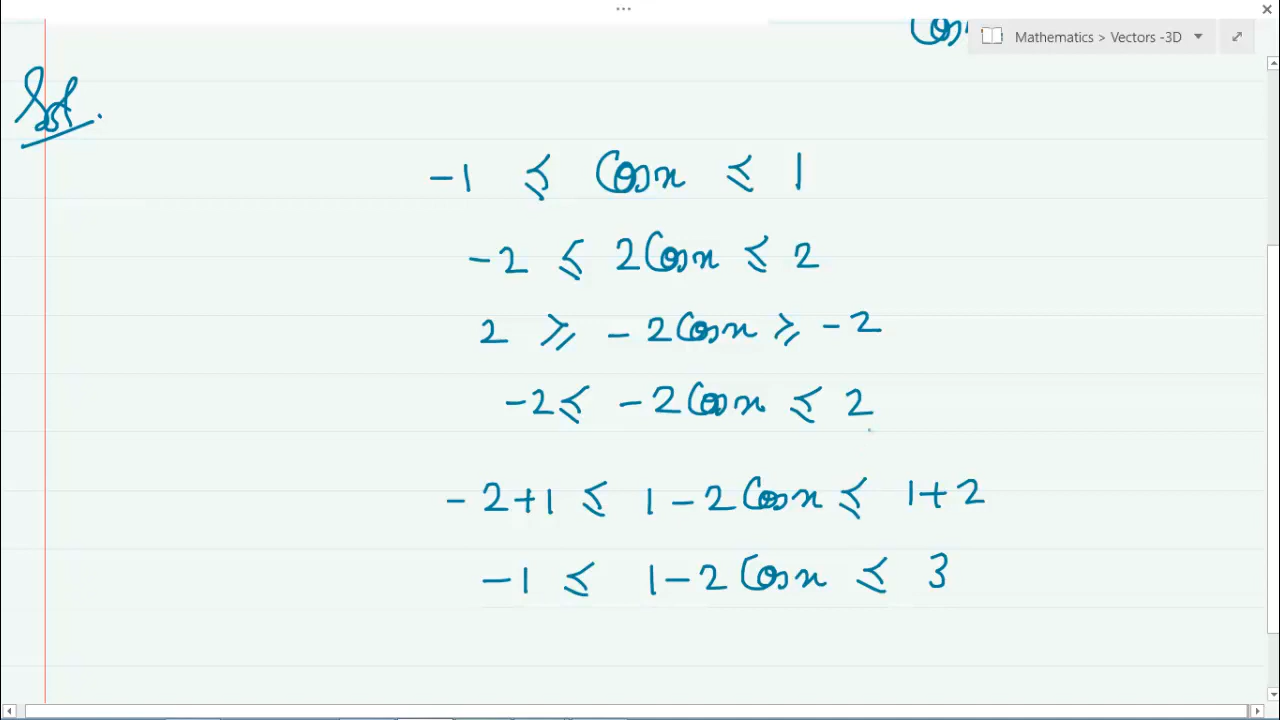 Cos
Mathematics > Vectors -3D
Sol.
-1 ≤ Cosx ≤ 1
-2 ≤ 2Cosx ≤ 2
2 ≥ -2Cosx ≥ -2
-2 ≤ -2Cosx ≤ 2
-2+1 ≤ 1-2Cosx ≤ 1+2
-1 ≤ 1-2Cosx ≤ 3